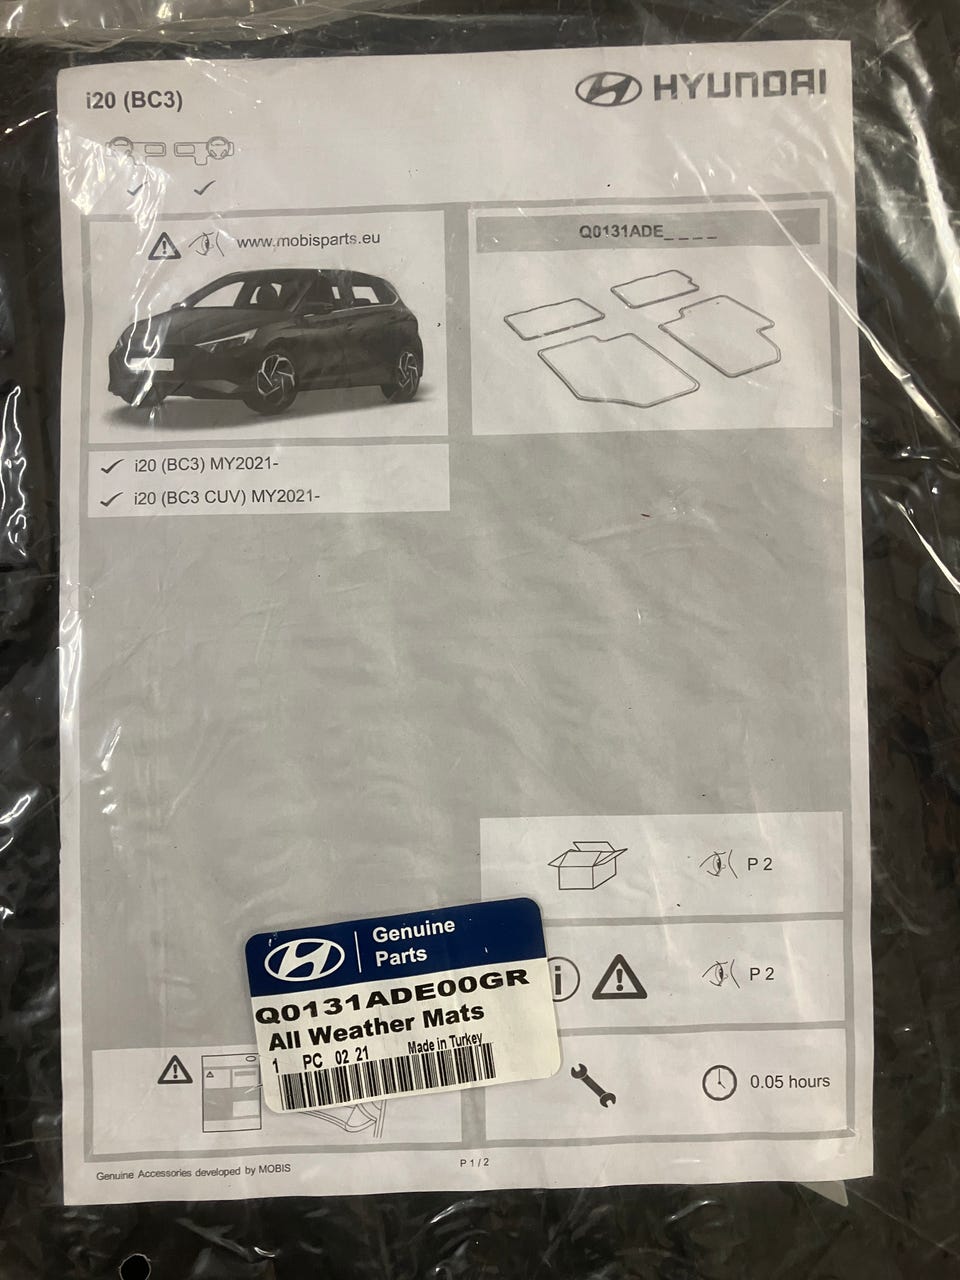 i20 (BC3)
HYUNDAI
www.mobisparts.eu
Q0131ADE_ _ _ _
i20 (BC3) MY2021-
i20 (BC3 CUV) MY2021-
P 2
i
P 2
0.05 hours
Genuine
Parts
Q0131ADE00GR
All Weather Mats
1 PC 02 21 Made in Turkey
Genuine Accessories developed by MOBIS
P 1 / 2